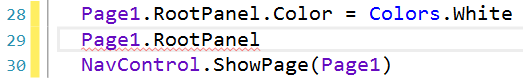 28 Page1.RootPanel.Color = Colors.White
29 Page1.RootPanel
30 NavControl.ShowPage(Page1)